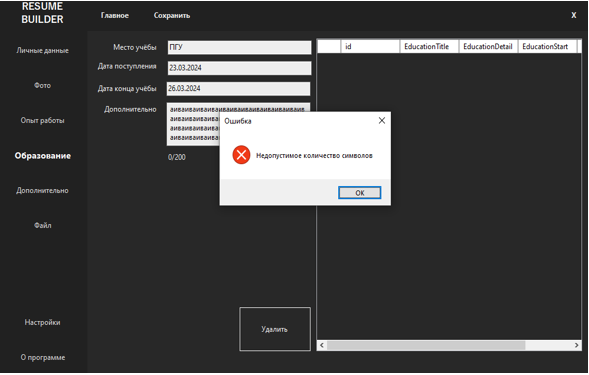 RESUME
BUILDER
Главное
Сохранить
X
Личные данные
Фото
Опыт работы
Образование
Дополнительно
Файл
Настройки
О программе
Место учёбы
ПГУ
Дата поступления
23.03.2024
Дата конца учёбы
26.03.2024
Дополнительно
0/200
Удалить
id
EducationTitle
EducationDetail
EducationStart
Ошибка
Недопустимое количество символов
OK